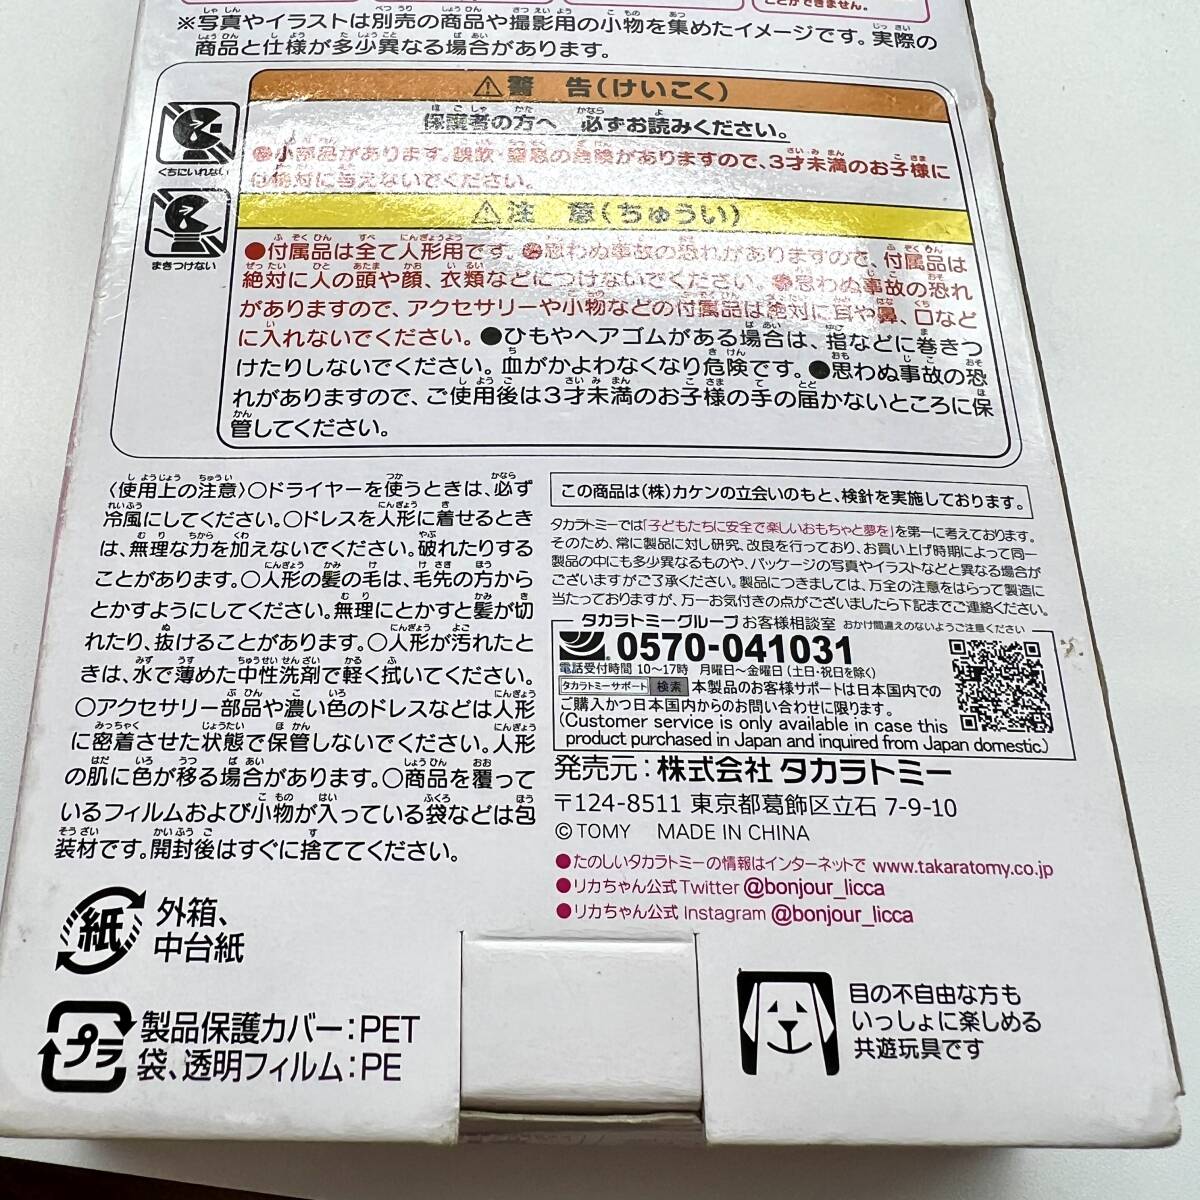 とができません。
※写真やイラストは別売の商品や撮影用の小物を集めたイメージです。実際の
商品と仕様が多少異なる場合があります。
⚠警 告(けいこく)
保護者の方へ 必ずお読みください。
●小部品があります。誤飲・窒息の危険がありますので、3才未満のお子様に
は絶対に与えないでください。
くちにいれない
⚠注 意(ちゅうい)
まきつけない
●付属品は全て人形用です。●思わぬ事故の恐れがありますので、付属品は
絶対に人の頭や顔、衣類などにつけないでください。●思わぬ事故の恐れ
がありますので、アクセサリーや小物などの付属品は絶対に耳や鼻、口など
に入れないでください。●ひもやヘアゴムがある場合は、指などに巻きつ
けたりしないでください。血がかよわなくなり危険です。●思わぬ事故の恐
れがありますので、ご使用後は3才未満のお子様の手の届かないところに保
管してください。
〈使用上の注意〉○ドライヤーを使うときは、必ず
冷風にしてください。○ドレスを人形に着せるとき
は、無理な力を加えないでください。破れたりする
ことがあります。○人形の髪の毛は、毛先の方から
とかすようにしてください。無理にとかすと髪が切
れたり、抜けることがあります。○人形が汚れたと
きは、水で薄めた中性洗剤で軽く拭いてください。
○アクセサリー部品や濃い色のドレスなどは人形
に密着させた状態で保管しないでください。人形
の肌に色が移る場合があります。○商品を覆って
いるフィルムおよび小物が入っている袋などは包
装材です。開封後はすぐに捨ててください。
この商品は(株)カケンの立会いのもと、検針を実施しております。
タカラトミーでは「子どもたちに安全で楽しいおもちゃと夢を」を第一に考えております。
そのため、常に製品に対し研究、改良を行っており、お買い上げ時期によって同一
製品の中にも多少異なるものや、パッケージの写真やイラストなどと異なる場合が
ございますがご了承ください。製品につきましては、万全の注意をはらって製造に
当たっておりますが、万一お気付きの点がございましたら下記までご連絡ください。
タカラトミーグループ お客様相談室 おかけ間違えのないようご注意ください
0570-041031
電話受付時間 10〜17時 月曜日〜金曜日(土日・祝日を除く)
タカラトミーサポート 検索 本製品のお客様サポートは日本国内での
ご購入かつ日本国内からのお問い合わせに限ります。
(Customer service is only available in case this
product purchased in Japan and inquired from Japan domestic.)
発売元:株式会社 タカラトミー
〒124-8511 東京都葛飾区立石 7-9-10
©TOMY MADE IN CHINA
●たのしいタカラトミーの情報はインターネットで www.takaratomy.co.jp
●リカちゃん公式Twitter @bonjour_licca
●リカちゃん公式 Instagram @bonjour_licca
紙 外箱、
中台紙
プラ 製品保護カバー:PET
袋、透明フィルム:PE
目の不自由な方も
いっしょに楽しめる
共遊玩具です